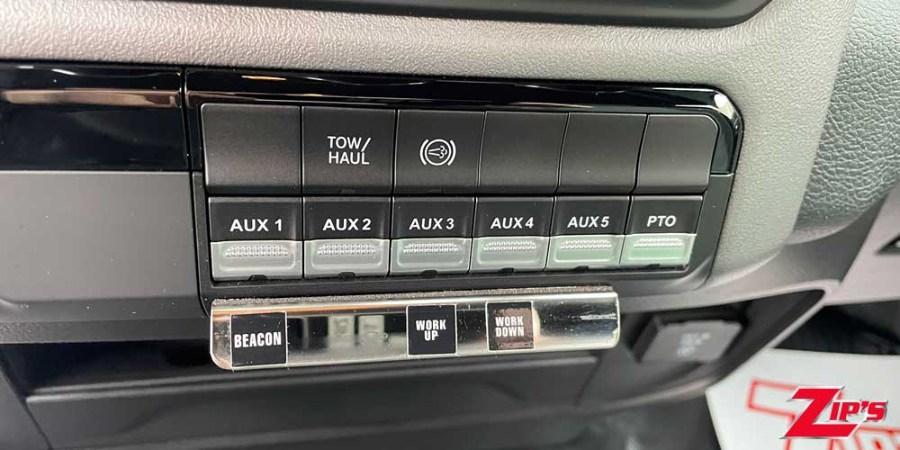 TOW/
HAUL
AUX 1
AUX 2
AUX 3
AUX 4
AUX 5
PTO
BEACON
WORK
UP
WORK
DOWN
ZIP'S